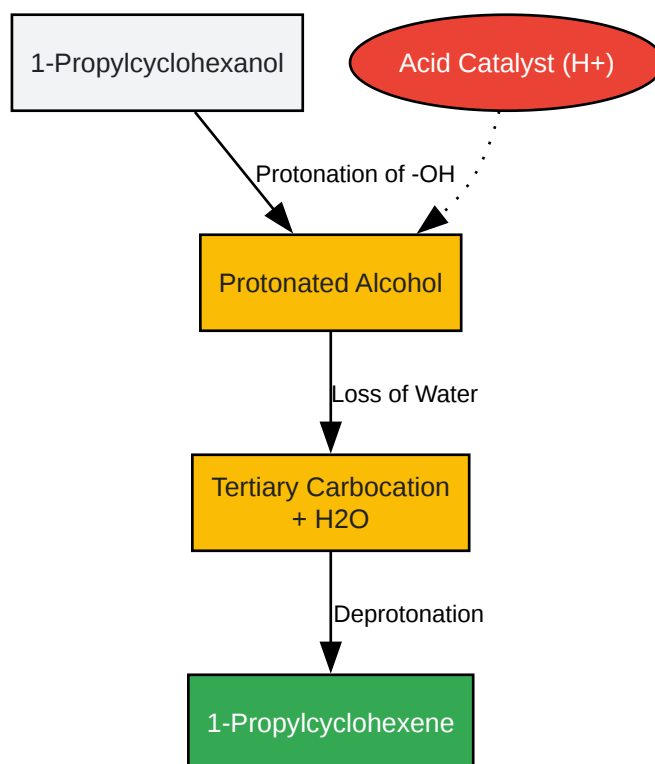 1-Propylcyclohexanol
Acid Catalyst (H+)
Protonation of -OH
Protonated Alcohol
Loss of Water
Tertiary Carbocation
+ H2O
Deprotonation
1-Propylcyclohexene